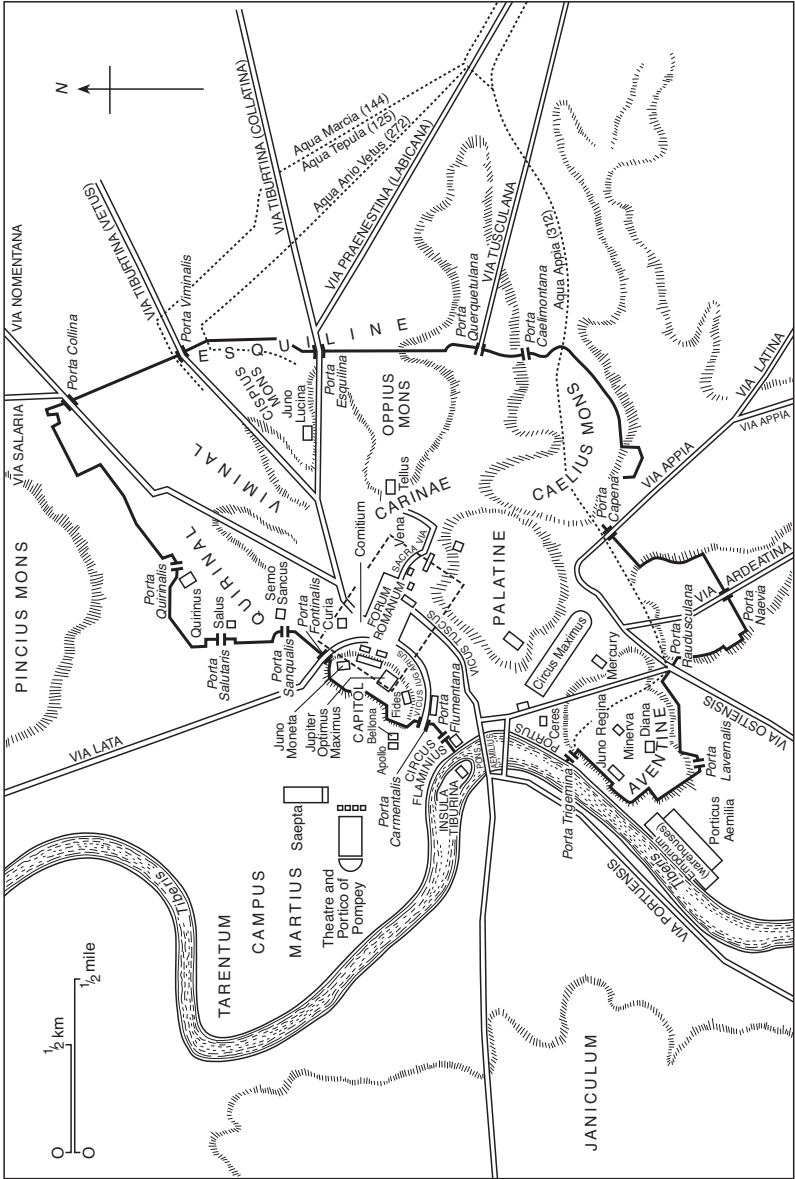 N
VIA NOMENTANA
VIA SALARIA
PINCIUS MONS
Porta Collina
VIA TIBURTINA (VETUS)
Porta Viminalis
VIA TIBURTINA (COLLATINA)
Aqua Marcia (144)
Aqua Tepula (125)
Aqua Anio Vetus (272)
VIA PRAENESTINA (LABICANA)
ESQUILINE
CISPIUS
MONS
Juno
Lucina
Porta
Esquilina
OPPIUS
MONS
Porta
Querquetulana
VIA TUSCULANA
Porta
Caelimontana
Aqua Appia (312)
VIMINAL
QUIRINAL
Porta
Quirinalis
Quirinus
Salus
Porta
Salutaris
Semo
Sancus
Porta
Sanqualis
Porta
Fontinalis
Curia
Comitium
Tellus
CARINAE
Vena
SACRA VIA
FORUM
ROMANUM
VICUS TUSCUS
VICUS IUGARIUS
PALATINE
CAELIUS MONS
Porta
Capena
VIA APPIA
VIA LATINA
VIA APPIA
VIA ARDEATINA
Porta
Naevia
Porta
Raudusculana
VIA OSTIENSIS
Circus Maximus
Mercury
Ceres
Juno Regina
Minerva
Diana
AVENTINE
Porta
Lavernalis
Porta Trigemina
PORTUS
PONS
AEMILIUS
Porta
Flumentana
VIA LATA
Juno
Moneta
Jupiter
Optimus
Maximus
CAPITOL
Fides
Bellona
Apollo
Porta
Carmentalis
CIRCUS
FLAMINIUS
INSULA
TIBURINA
Saepta
Theatre and
Portico of
Pompey
CAMPUS
MARTIUS
TARENTUM
Tiberis
Tiberis
Emporium
(warehouses)
Porticus
Aemilia
VIA PORTUENSIS
JANICULUM
0 ½ km
0 ½ mile